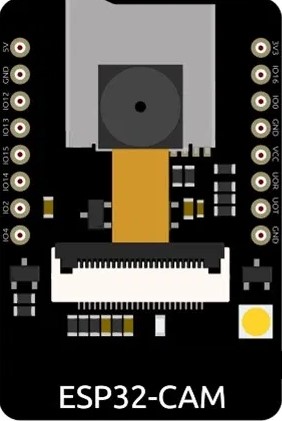 5V
GND
IO12
IO13
IO15
IO14
IO2
IO4
3V3
IO16
IO0
GND
VCC
UOR
UOT
GND
ESP32-CAM